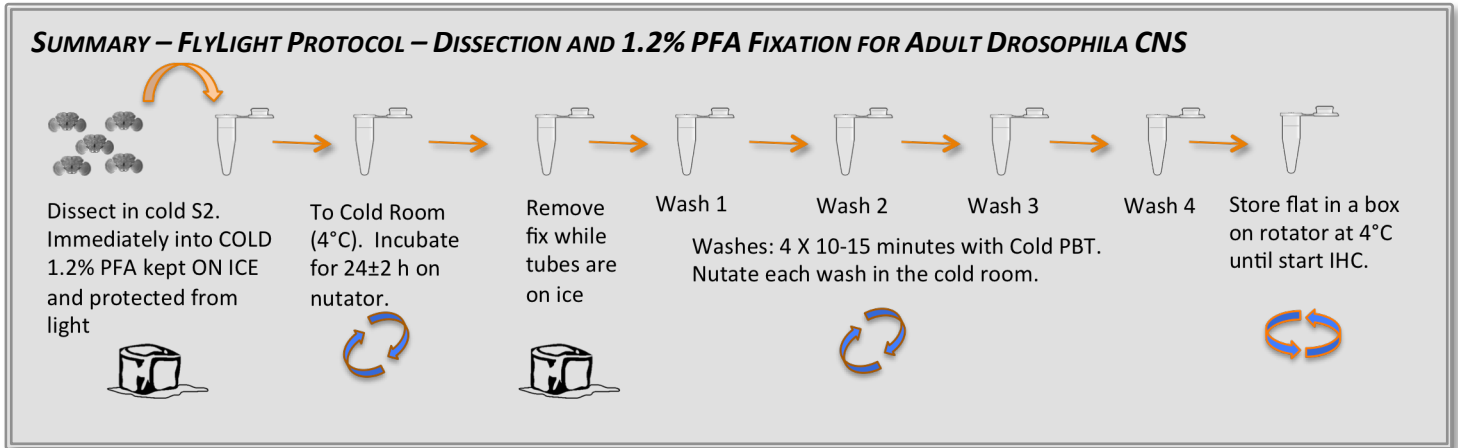 SUMMARY – FLYLIGHT PROTOCOL – DISSECTION AND 1.2% PFA FIXATION FOR ADULT DROSOPHILA CNS
Dissect in cold S2.
Immediately into COLD
1.2% PFA kept ON ICE
and protected from
light
To Cold Room
(4°C). Incubate
for 24±2 h on
nutator.
Remove
fix while
tubes are
on ice
Wash 1
Wash 2
Wash 3
Wash 4
Washes: 4 X 10-15 minutes with Cold PBT.
Nutate each wash in the cold room.
Store flat in a box
on rotator at 4°C
until start IHC.